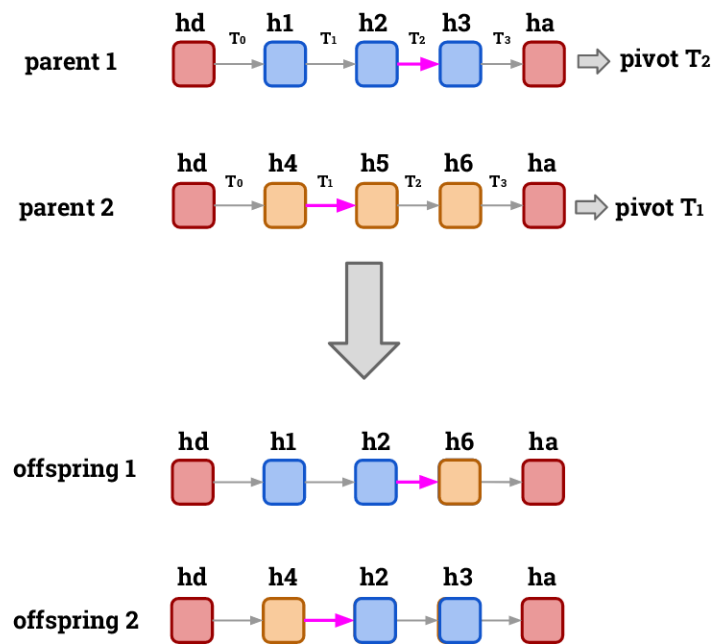 hd h1 h2 h3 ha
T0 T1 T2 T3
parent 1
pivot T2
hd h4 h5 h6 ha
T0 T1 T2 T3
parent 2
pivot T1
hd h1 h2 h6 ha
offspring 1
hd h4 h2 h3 ha
offspring 2